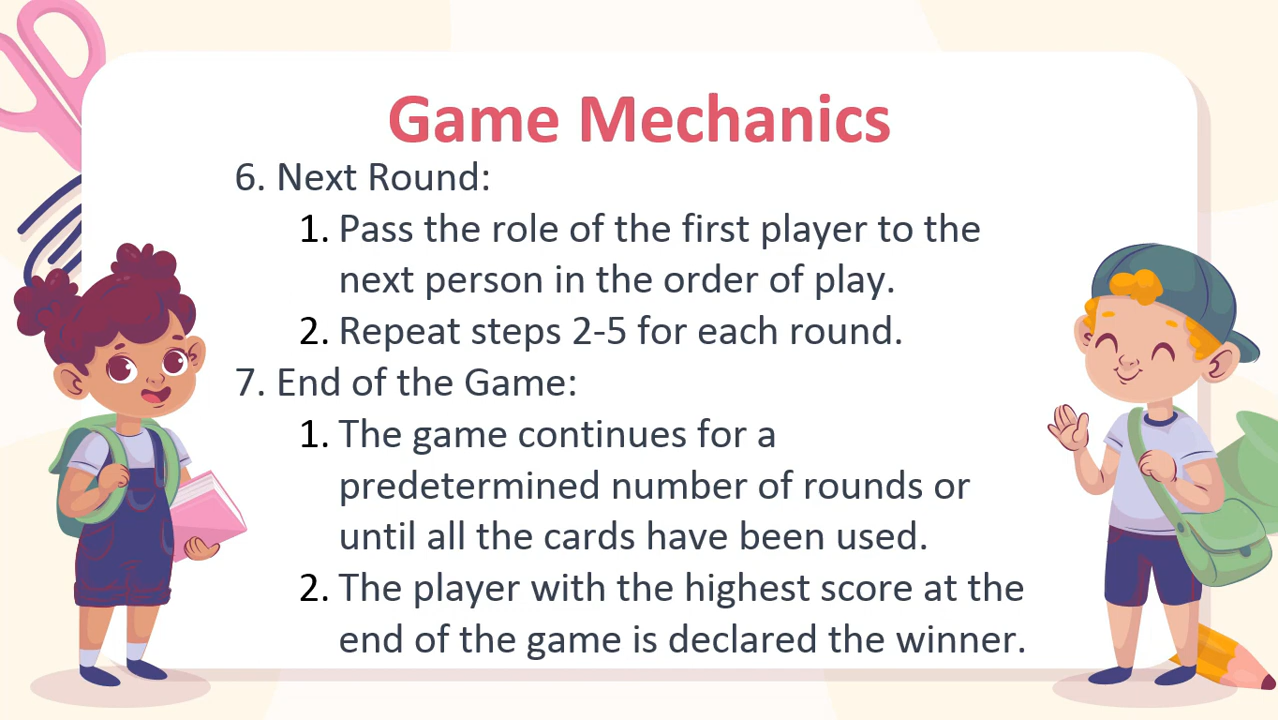 Game Mechanics
6. Next Round:
1. Pass the role of the first player to the
next person in the order of play.
2. Repeat steps 2-5 for each round.
7. End of the Game:
1. The game continues for a
predetermined number of rounds or
until all the cards have been used.
2. The player with the highest score at the
end of the game is declared the winner.